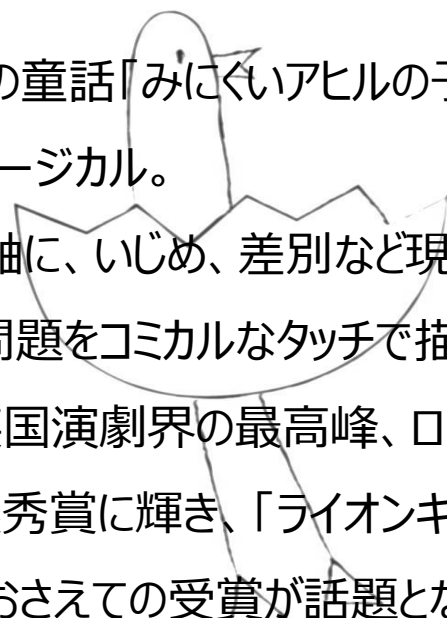 の童話「みにくいアヒルの子
ージカル。
軸に、いじめ、差別など現
問題をコミカルなタッチで描
国演劇界の最高峰、ロ
秀賞に輝き、「ライオンキ
おさえての受賞が話題とな